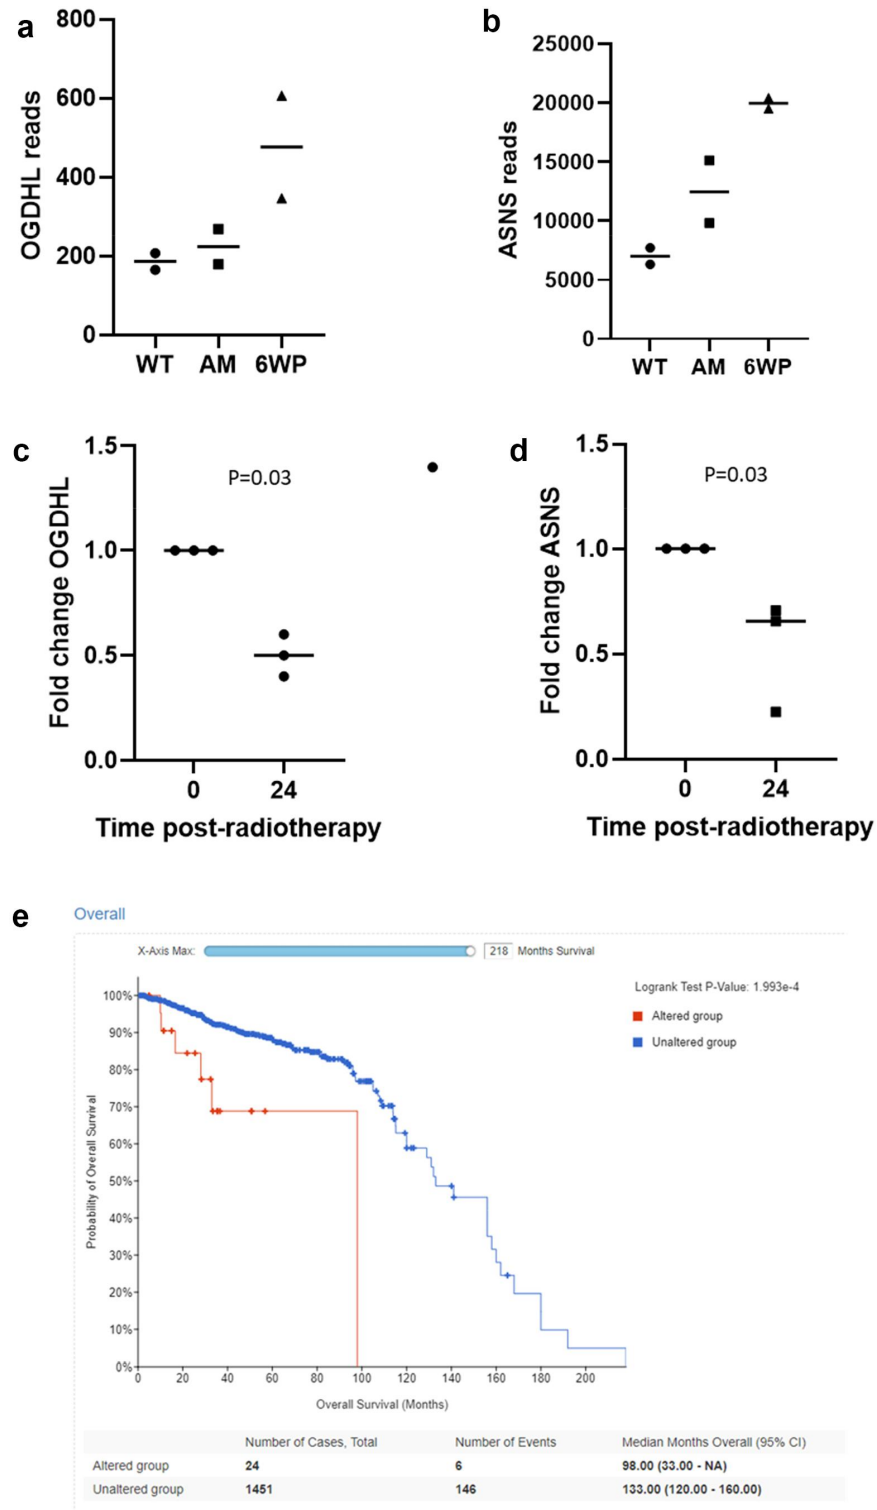 a
800
600
400
200
0
OGDHL reads
WT AM 6WP
b
25000
20000
15000
10000
5000
0
ASNS reads
WT AM 6WP
c
1.5
1.0
0.5
0.0
Fold change OGDHL
P=0.03
0 24
Time post-radiotherapy
d
1.5
1.0
0.5
0.0
Fold change ASNS
P=0.03
0 24
Time post-radiotherapy
e
Overall
X-Axis Max: 218 Months Survival
Logrank Test P-Value: 1.993e-4
Altered group
Unaltered group
100%
90%
80%
70%
60%
50%
40%
30%
20%
10%
0%
Probability of Overall Survival
0 20 40 60 80 100 120 140 160 180 200
Overall Survival (Months)
Number of Cases, Total Number of Events Median Months Overall (95% CI)
Altered group 24 6 98.00 (33.00 - NA)
Unaltered group 1451 146 133.00 (120.00 - 160.00)